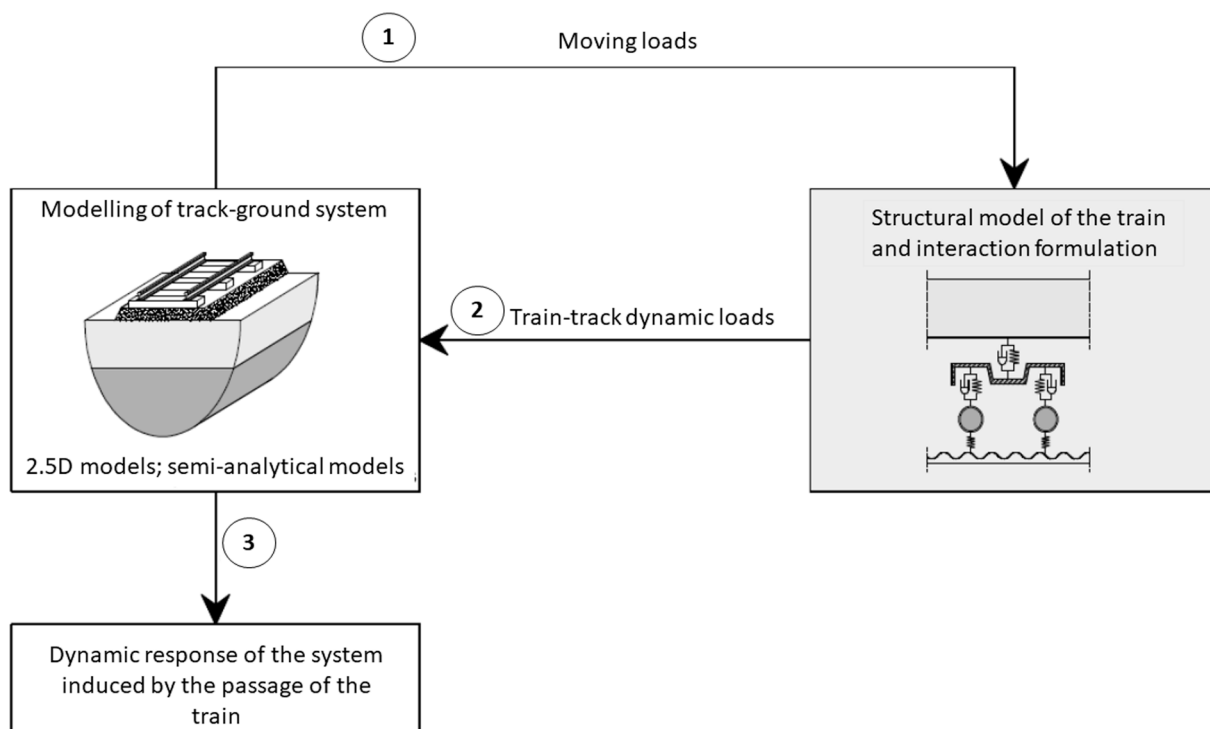 1
Moving loads
Modelling of track-ground system
2.5D models; semi-analytical models
Structural model of the train
and interaction formulation
2
Train-track dynamic loads
3
Dynamic response of the system
induced by the passage of the
train